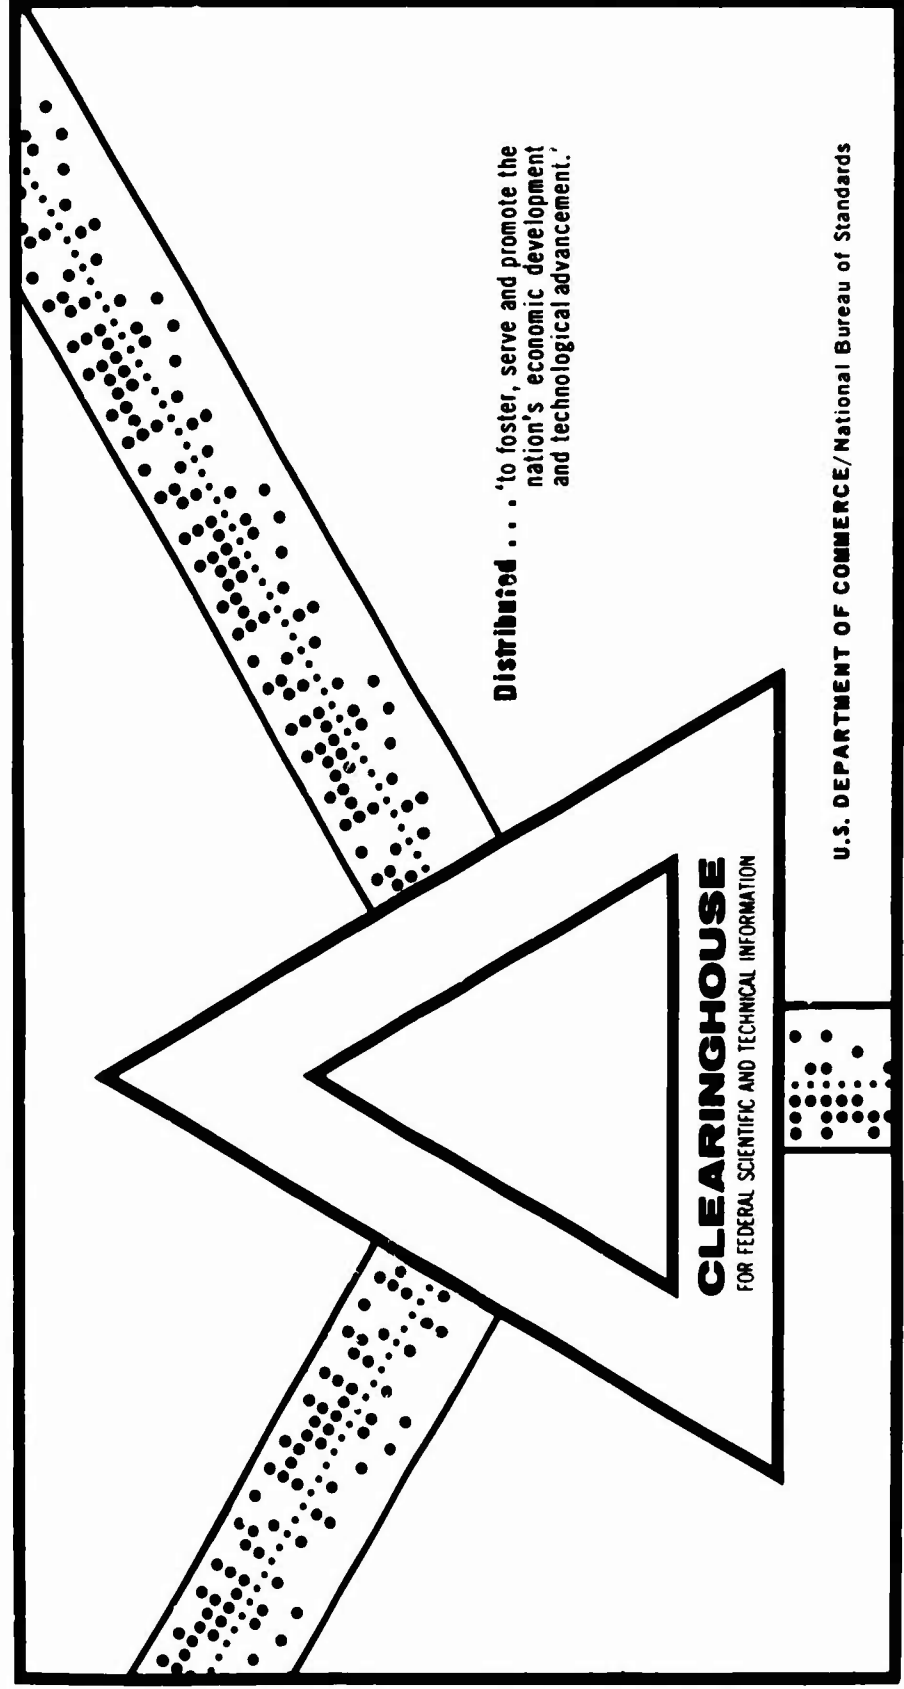 Distributed . . . 'to foster, serve and promote the
nation's economic development
and technological advancement.'
CLEARINGHOUSE
FOR FEDERAL SCIENTIFIC AND TECHNICAL INFORMATION
U.S. DEPARTMENT OF COMMERCE/National Bureau of Standards